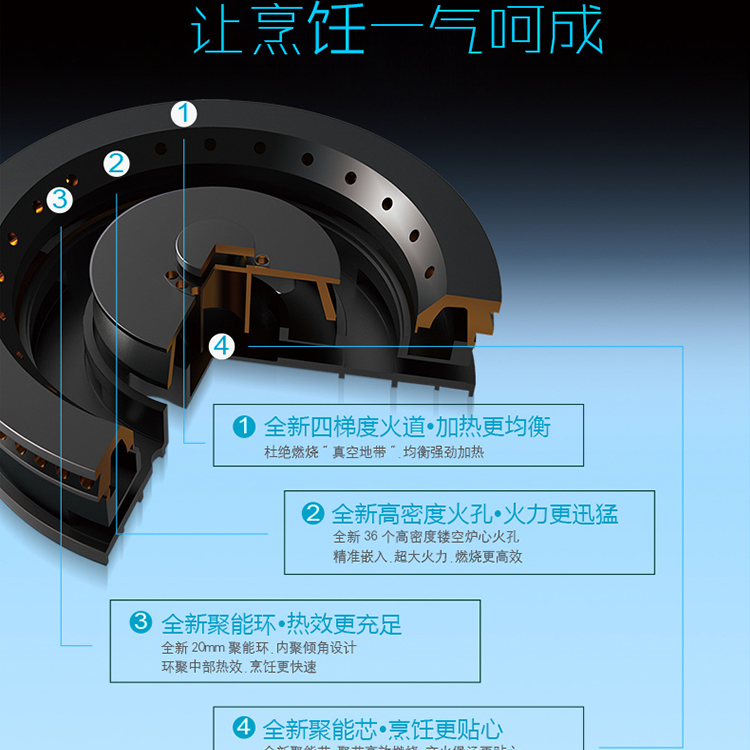 让烹饪一气呵成
1
2
3
4
1 全新四梯度火道•加热更均衡
杜绝燃烧“真空地带”.均衡强劲加热
2 全新高密度火孔•火力更迅猛
全新36个高密度镂空炉心火孔
精准嵌入.超大火力.燃烧更高效
3 全新聚能环•热效更充足
全新20mm聚能环.内聚倾角设计
环聚中部热效.烹饪更快速
4 全新聚能芯•烹饪更贴心